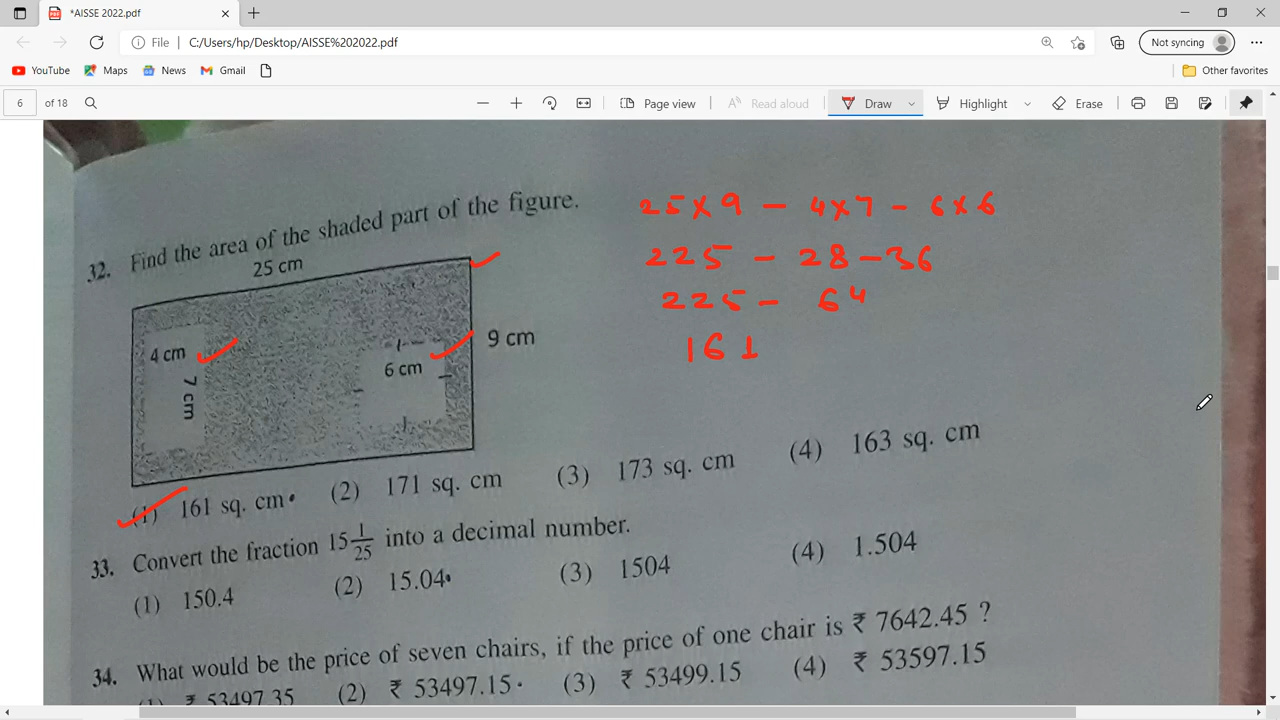 *AISSE 2022.pdf
File
C:/Users/hp/Desktop/AISSE%202022.pdf
Not syncing
YouTube
Maps
News
Gmail
Other favorites
6
of 18
Page view
Read aloud
Draw
Highlight
Erase
32. Find the area of the shaded part of the figure.
25 cm
4 cm
7 cm
6 cm
9 cm
25 × 9 – 4 × 7 – 6 × 6
225 – 28 – 36
225 – 64
161
(1) 161 sq. cm (2) 171 sq. cm (3) 173 sq. cm (4) 163 sq. cm
33. Convert the fraction 15 1/25 into a decimal number.
(1) 150.4 (2) 15.04 (3) 1504 (4) 1.504
34. What would be the price of seven chairs, if the price of one chair is ₹ 7642.45 ?
(1) ₹ 53497.35 (2) ₹ 53497.15 (3) ₹ 53499.15 (4) ₹ 53597.15